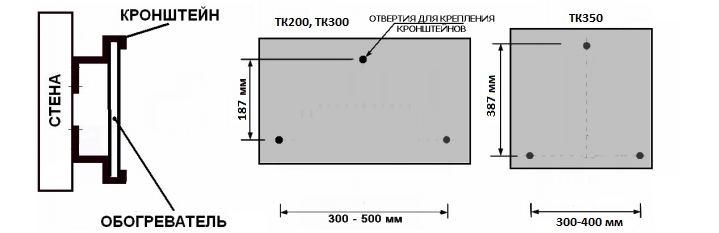 КРОНШТЕЙН
СТЕНА
ОБОГРЕВАТЕЛЬ
ТК200, ТК300
ОТВЕРТИЯ ДЛЯ КРЕПЛЕНИЯ
КРОНШТЕЙНОВ
187 мм
300 - 500 мм
ТК350
387 мм
300-400 мм